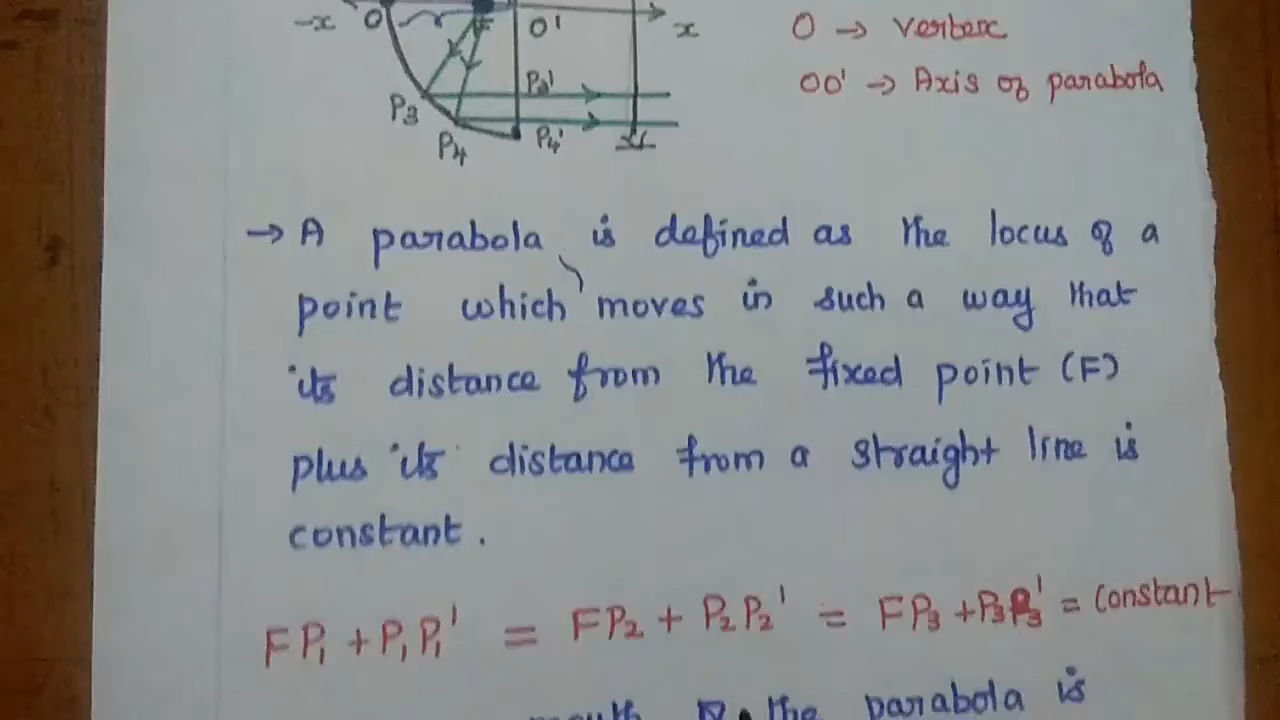 -x O O' x
O → vertex
OO' → Axis of parabola
P3 P3'
P4 P4'
→ A parabola is defined as the locus of a
point which moves in such a way that
its distance from the fixed point (F)
plus its distance from a straight line is
constant.
FP1 + P1P1' = FP2 + P2P2' = FP3 + P3P3' = constant
mouth of the parabola is